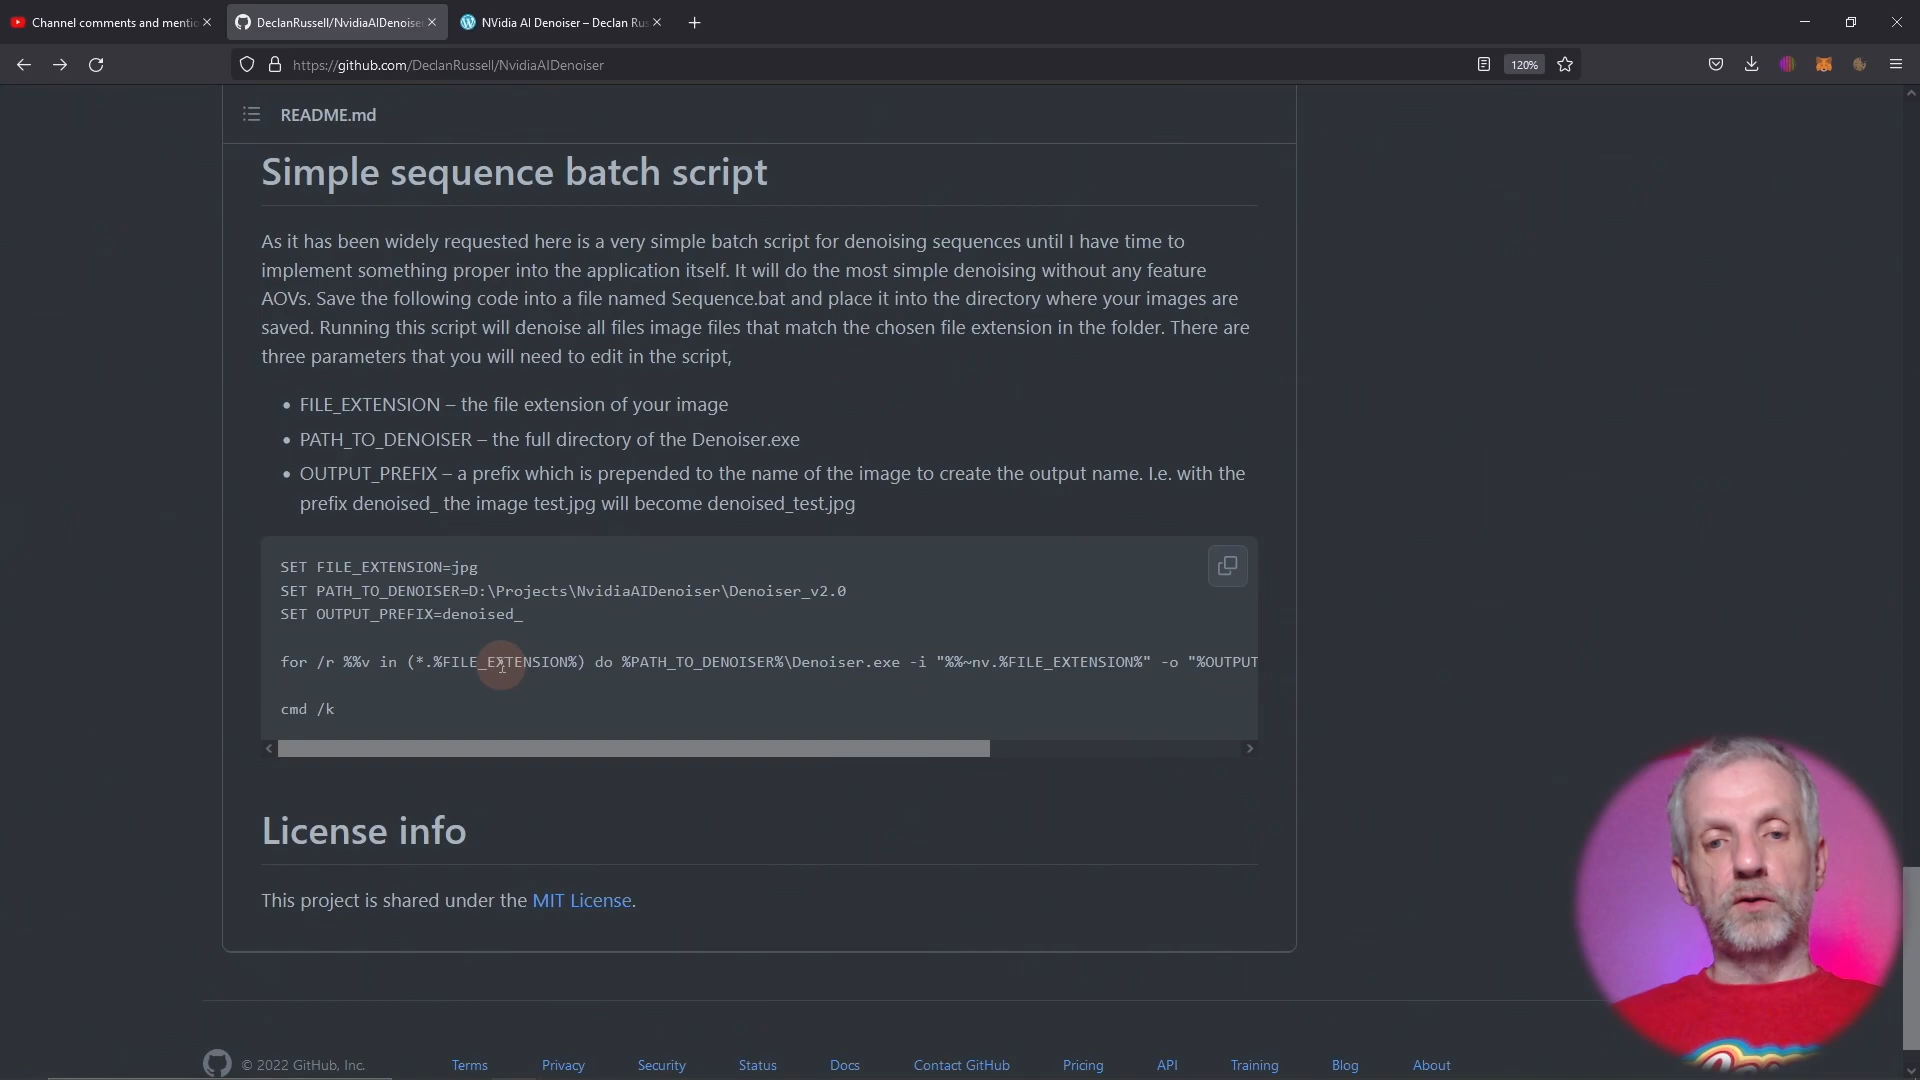 Channel comments and mentio
DeclanRussell/NvidiaAIDenoise
NVidia AI Denoiser – Declan Rus
https://github.com/DeclanRussell/NvidiaAIDenoiser
120%
README.md
Simple sequence batch script
As it has been widely requested here is a very simple batch script for denoising sequences until I have time to
implement something proper into the application itself. It will do the most simple denoising without any feature
AOVs. Save the following code into a file named Sequence.bat and place it into the directory where your images are
saved. Running this script will denoise all files image files that match the chosen file extension in the folder. There are
three parameters that you will need to edit in the script,
• FILE_EXTENSION – the file extension of your image
• PATH_TO_DENOISER – the full directory of the Denoiser.exe
• OUTPUT_PREFIX – a prefix which is prepended to the name of the image to create the output name. I.e. with the
prefix denoised_ the image test.jpg will become denoised_test.jpg
SET FILE_EXTENSION=jpg
SET PATH_TO_DENOISER=D:\Projects\NvidiaAIDenoiser\Denoiser_v2.0
SET OUTPUT_PREFIX=denoised_
for /r %%v in (*.%FILE_EXTENSION%) do %PATH_TO_DENOISER%\Denoiser.exe -i "%%~nv.%FILE_EXTENSION%" -o "%OUTPUT
cmd /k
License info
This project is shared under the MIT License.
© 2022 GitHub, Inc.
Terms
Privacy
Security
Status
Docs
Contact GitHub
Pricing
API
Training
Blog
About